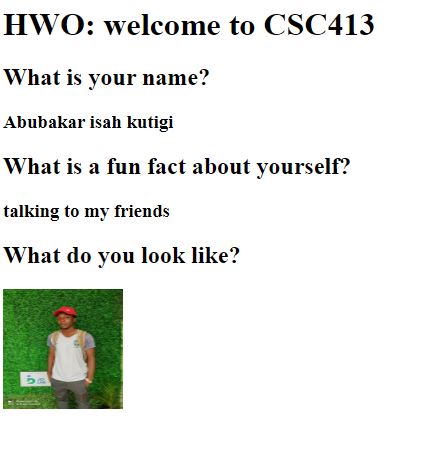 HWO: welcome to CSC413
What is your name?
Abubakar isah kutigi
What is a fun fact about yourself?
talking to my friends
What do you look like?